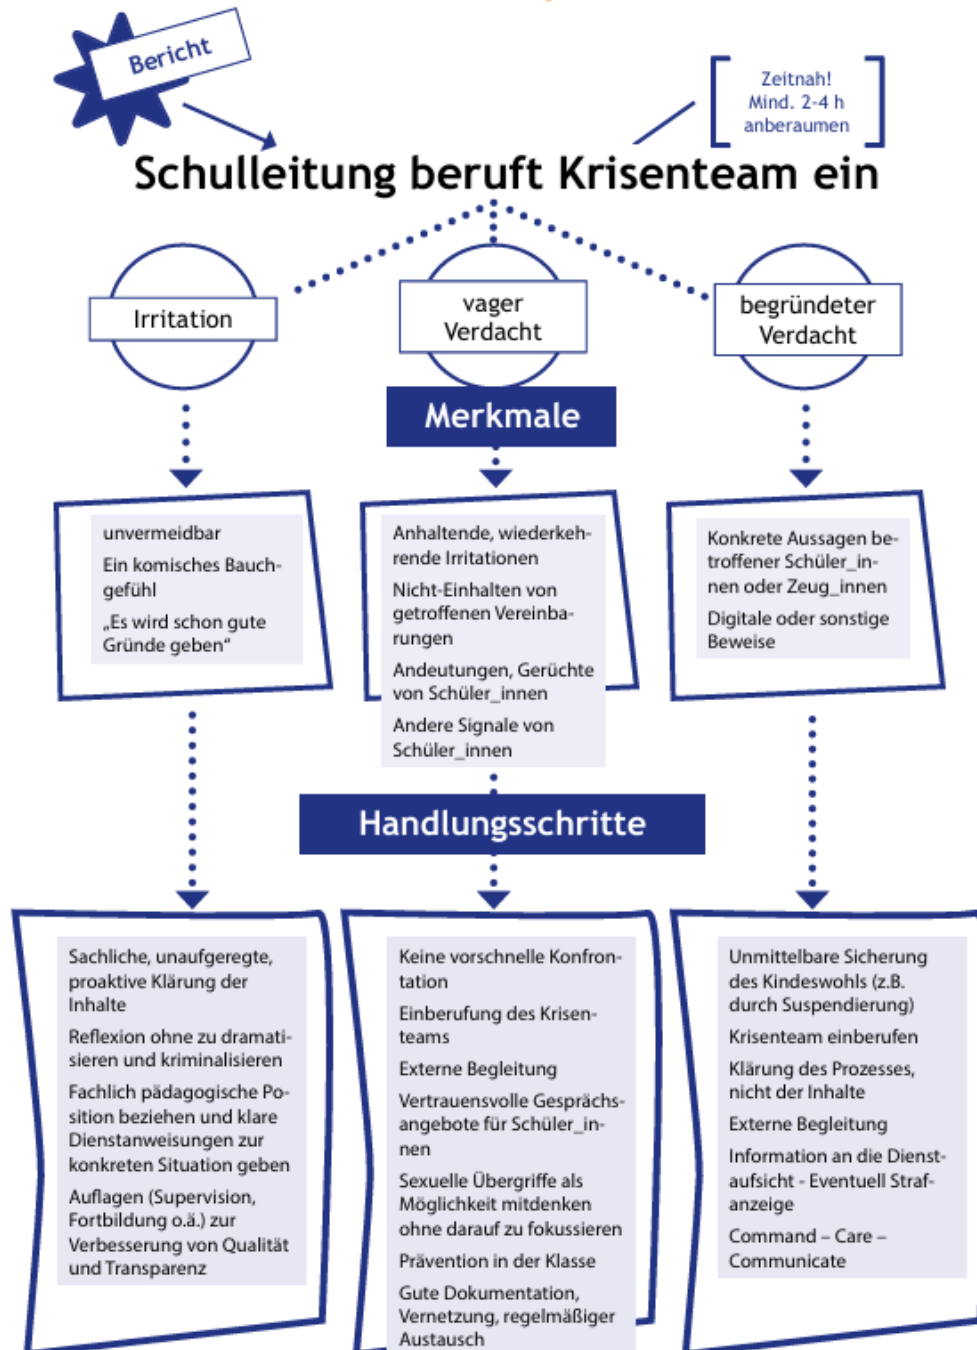 Bericht
Zeitnah!
Mind. 2-4 h
anberaumen
Schulleitung beruft Krisenteam ein
Irritation
vager
Verdacht
begründeter
Verdacht
Merkmale
unvermeidbar
Ein komisches Bauch-
gefühl
„Es wird schon gute
Gründe geben“
Anhaltende, wiederkeh-
rende Irritationen
Nicht-Einhalten von
getroffenen Vereinba-
rungen
Andeutungen, Gerüchte
von Schüler_innen
Andere Signale von
Schüler_innen
Konkrete Aussagen be-
troffener Schüler_in-
nen oder Zeug_innen
Digitale oder sonstige
Beweise
Handlungsschritte
Sachliche, unaufgeregte,
proaktive Klärung der
Inhalte
Reflexion ohne zu dramati-
sieren und kriminalisieren
Fachlich pädagogische Po-
sition beziehen und klare
Dienstanweisungen zur
konkreten Situation geben
Auflagen (Supervision,
Fortbildung o.ä.) zur
Verbesserung von Qualität
und Transparenz
Keine vorschnelle Konfron-
tation
Einberufung des Krisen-
teams
Externe Begleitung
Vertrauensvolle Gesprächs-
angebote für Schüler_in-
nen
Sexuelle Übergriffe als
Möglichkeit mitdenken
ohne darauf zu fokussieren
Prävention in der Klasse
Gute Dokumentation,
Vernetzung, regelmäßiger
Austausch
Unmittelbare Sicherung
des Kindeswohls (z.B.
durch Suspendierung)
Krisenteam einberufen
Klärung des Prozesses,
nicht der Inhalte
Externe Begleitung
Information an die Dienst-
aufsicht - Eventuell Straf-
anzeige
Command – Care –
Communicate